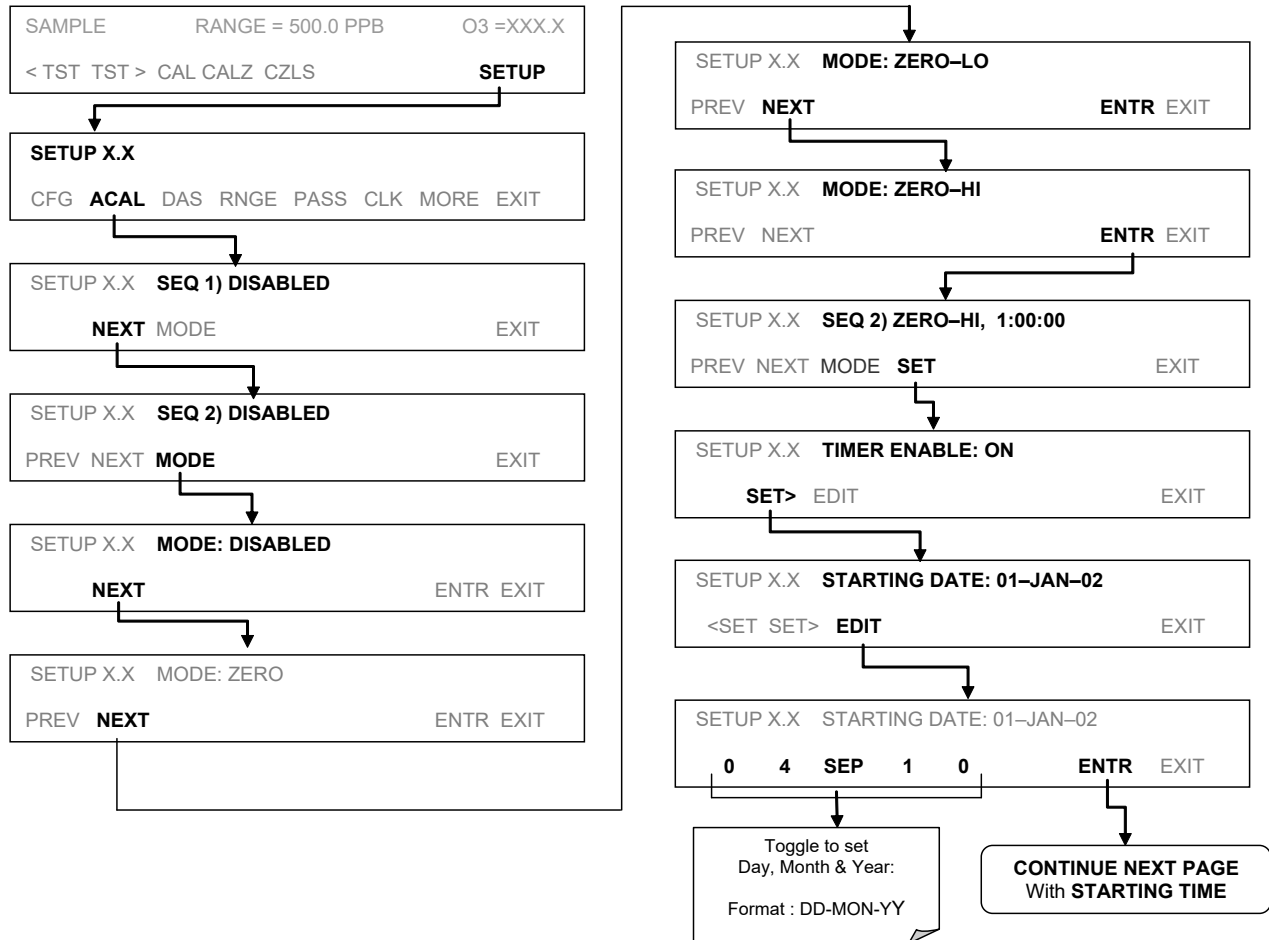 SAMPLE RANGE = 500.0 PPB O3 =XXX.X
< TST TST > CAL CALZ CZLS SETUP
SETUP X.X
CFG ACAL DAS RNGE PASS CLK MORE EXIT
SETUP X.X SEQ 1) DISABLED
NEXT MODE EXIT
SETUP X.X SEQ 2) DISABLED
PREV NEXT MODE EXIT
SETUP X.X MODE: DISABLED
NEXT ENTR EXIT
SETUP X.X MODE: ZERO
PREV NEXT ENTR EXIT
SETUP X.X MODE: ZERO–LO
PREV NEXT ENTR EXIT
SETUP X.X MODE: ZERO–HI
PREV NEXT ENTR EXIT
SETUP X.X SEQ 2) ZERO–HI, 1:00:00
PREV NEXT MODE SET EXIT
SETUP X.X TIMER ENABLE: ON
SET> EDIT EXIT
SETUP X.X STARTING DATE: 01–JAN–02
<SET SET> EDIT EXIT
SETUP X.X STARTING DATE: 01–JAN–02
0 4 SEP 1 0 ENTR EXIT
Toggle to set
Day, Month & Year:
Format : DD-MON-YY
CONTINUE NEXT PAGE
With STARTING TIME